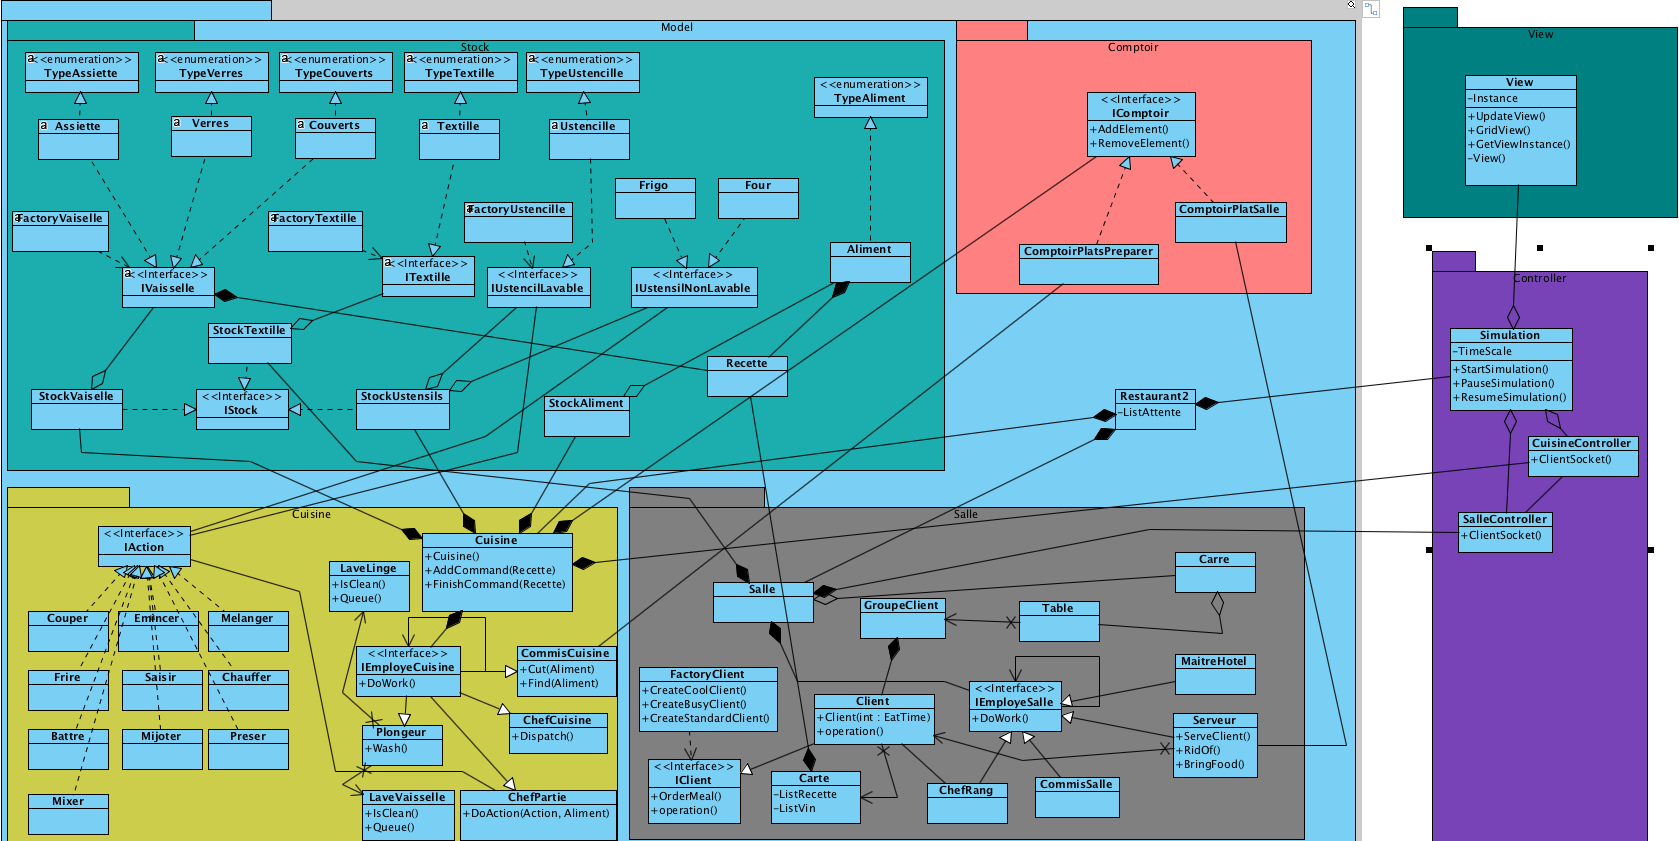 Model
Stock
<<enumeration>>
TypeAssiette
<<enumeration>>
TypeVerres
<<enumeration>>
TypeCouverts
<<enumeration>>
TypeTextille
<<enumeration>>
TypeUstencille
<<enumeration>>
TypeAliment
a
a
a
a
a
a Assiette
a Verres
a Couverts
a Textille
a Ustencille
Frigo
Four
a FactoryVaiselle
a FactoryTextille
a FactoryUstencille
Aliment
a <<Interface>>
IVaisselle
a <<Interface>>
ITextille
<<Interface>>
IUstencilLavable
<<Interface>>
IUstensilNonLavable
StockTextille
Recette
StockVaiselle
<<Interface>>
IStock
StockUstensils
StockAliment
Comptoir
<<Interface>>
IComptoir
+AddElement()
+RemoveElement()
ComptoirPlatSalle
ComptoirPlatsPreparer
Restaurant2
-ListAttente
View
View
-Instance
+UpdateView()
+GridView()
+GetViewInstance()
-View()
Controller
Simulation
-TimeScale
+StartSimulation()
+PauseSimulation()
+ResumeSimulation()
CuisineController
+ClientSocket()
SalleController
+ClientSocket()
Cuisine
<<Interface>>
IAction
Cuisine
+Cuisine()
+AddCommand(Recette)
+FinishCommand(Recette)
LaveLinge
+IsClean()
+Queue()
Couper
Emincer
Melanger
Frire
Saisir
Chauffer
Battre
Mijoter
Preser
Mixer
<<Interface>>
IEmployeCuisine
+DoWork()
CommisCuisine
+Cut(Aliment)
+Find(Aliment)
ChefCuisine
+Dispatch()
Plongeur
+Wash()
LaveVaisselle
+IsClean()
+Queue()
ChefPartie
+DoAction(Action, Aliment)
Salle
Salle
Carre
GroupeClient
Table
FactoryClient
+CreateCoolClient()
+CreateBusyClient()
+CreateStandardClient()
Client
+Client(int : EatTime)
+operation()
<<Interface>>
IEmployeSalle
+DoWork()
MaitreHotel
Serveur
+ServeClient()
+RidOf()
+BringFood()
<<Interface>>
IClient
+OrderMeal()
+operation()
Carte
-ListRecette
-ListVin
ChefRang
CommisSalle